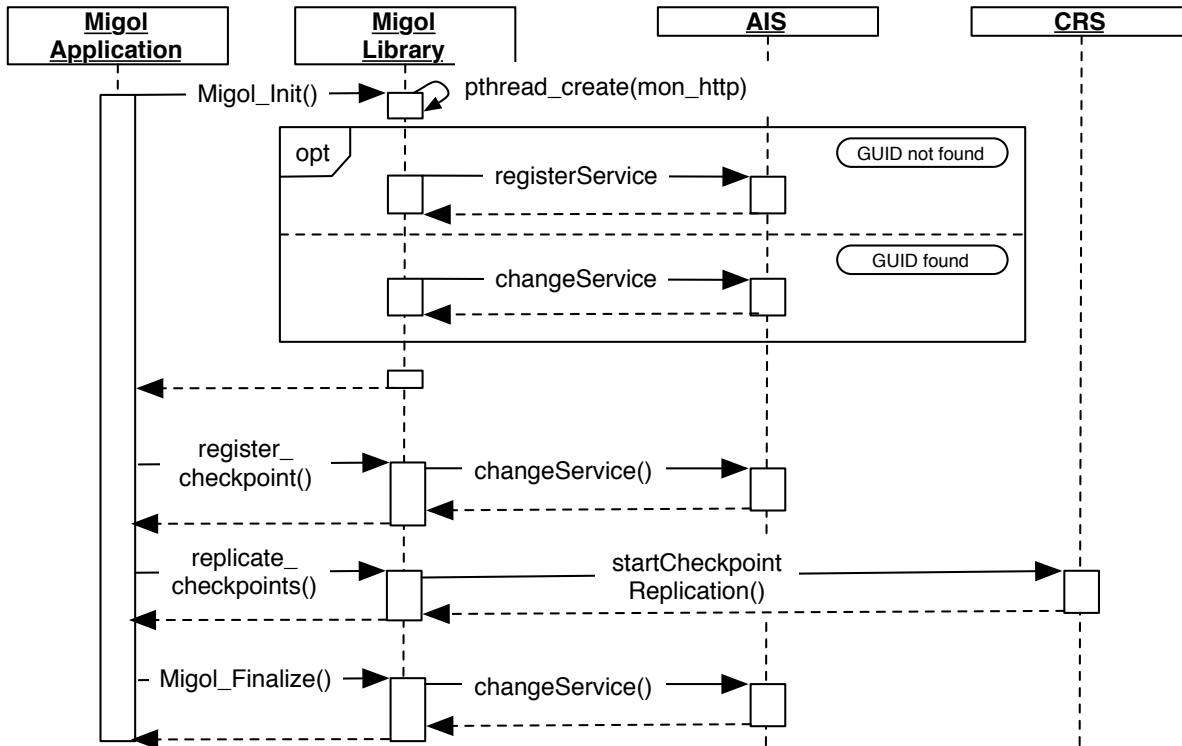 Migol
Application
Migol
Library
AIS
CRS
Migol_Init()
pthread_create(mon_http)
opt
GUID not found
registerService
GUID found
changeService
register_
checkpoint()
changeService()
replicate_
checkpoints()
startCheckpoint
Replication()
Migol_Finalize()
changeService()